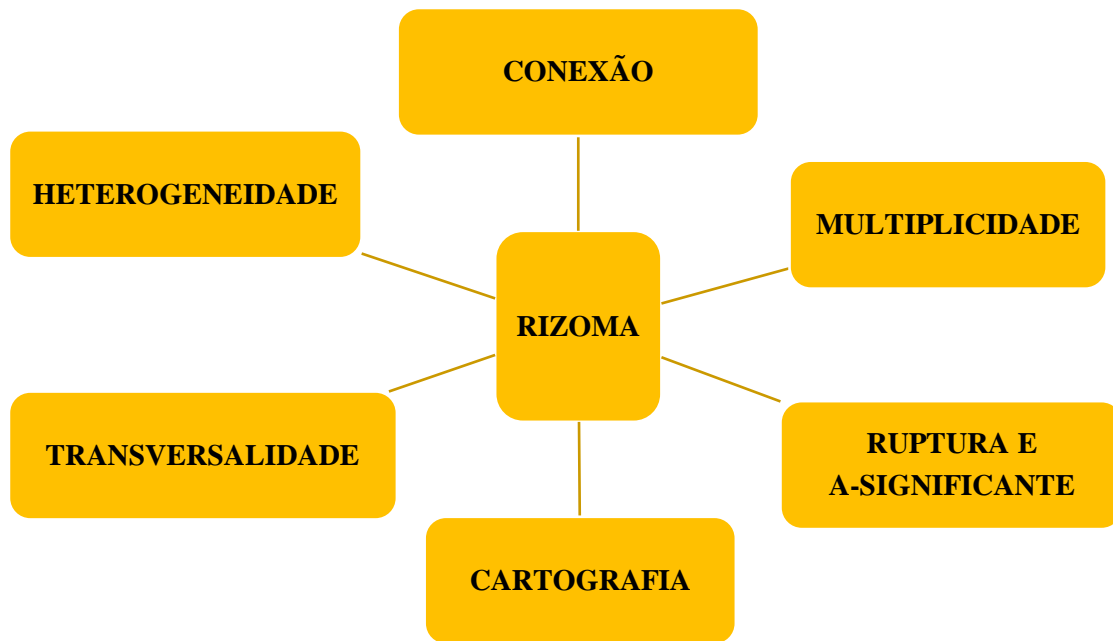 CONEXÃO
HETEROGENEIDADE
MULTIPLICIDADE
RIZOMA
TRANSVERSALIDADE
RUPTURA E
A-SIGNIFICANTE
CARTOGRAFIA